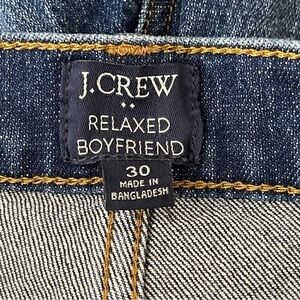 J.CREW
••
RELAXED
BOYFRIEND
30
MADE IN
BANGLADESH